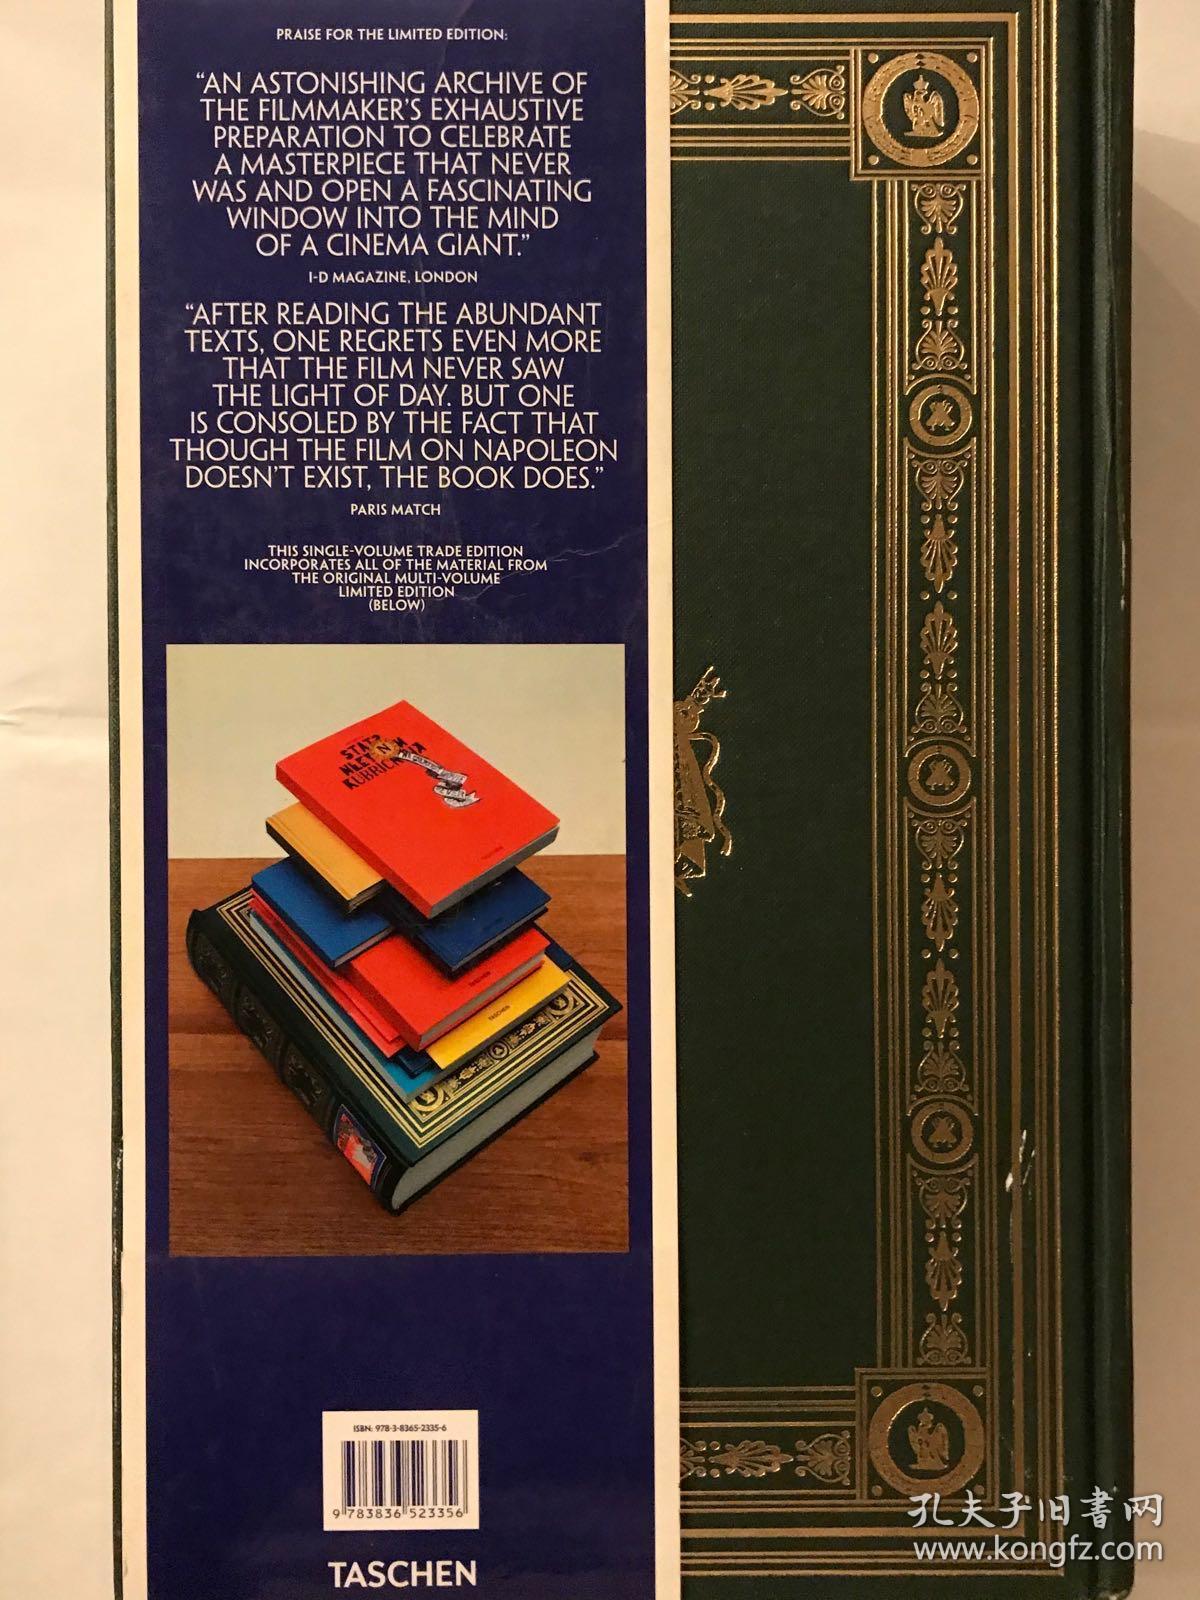 PRAISE FOR THE LIMITED EDITION:
“AN ASTONISHING ARCHIVE OF
THE FILMMAKER’S EXHAUSTIVE
PREPARATION TO CELEBRATE
A MASTERPIECE THAT NEVER
WAS AND OPEN A FASCINATING
WINDOW INTO THE MIND
OF A CINEMA GIANT.”
I-D MAGAZINE, LONDON
“AFTER READING THE ABUNDANT
TEXTS, ONE REGRETS EVEN MORE
THAT THE FILM NEVER SAW
THE LIGHT OF DAY. BUT ONE
IS CONSOLED BY THE FACT THAT
THOUGH THE FILM ON NAPOLEON
DOESN’T EXIST, THE BOOK DOES.”
PARIS MATCH
THIS SINGLE-VOLUME TRADE EDITION
INCORPORATES ALL OF THE MATERIAL FROM
THE ORIGINAL MULTI-VOLUME
LIMITED EDITION
(BELOW)
KUBRICK
TASCHEN
TASCHEN
TASCHEN
ISBN: 978-3-8365-2335-6
9 783836 523356
TASCHEN
孔夫子旧書网
www.kongfz.com